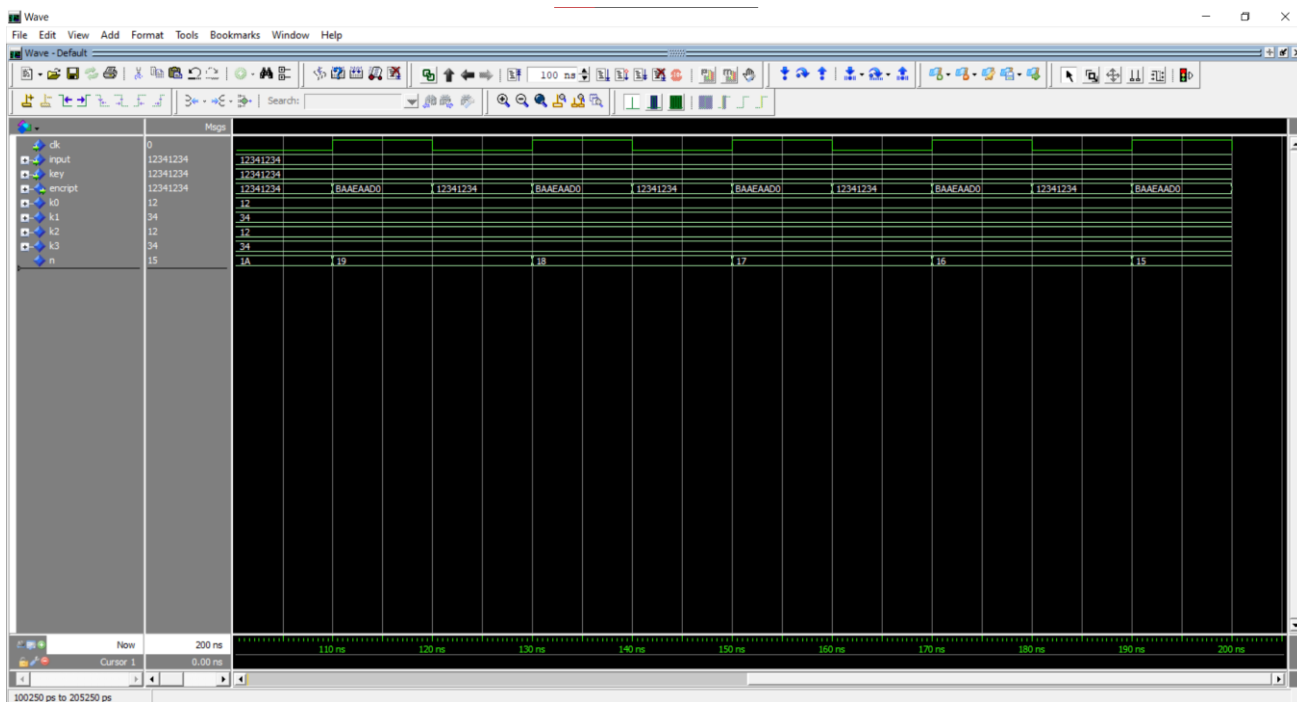 Wave
File Edit View Add Format Tools Bookmarks Window Help
Wave - Default
100 ns
Search:
Msgs
clk 0
input 12341234 12341234
key 12341234 12341234
encript 12341234 12341234 BAAEAAD0 12341234 BAAEAAD0 12341234 BAAEAAD0 12341234 BAAEAAD0 12341234 BAAEAAD0
k0 12 12
k1 34 34
k2 12 12
k3 34 34
n 15 1A 19 18 17 16 15
Now 200 ns 110 ns 120 ns 130 ns 140 ns 150 ns 160 ns 170 ns 180 ns 190 ns 200 ns
Cursor 1 0.00 ns
100250 ps to 205250 ps